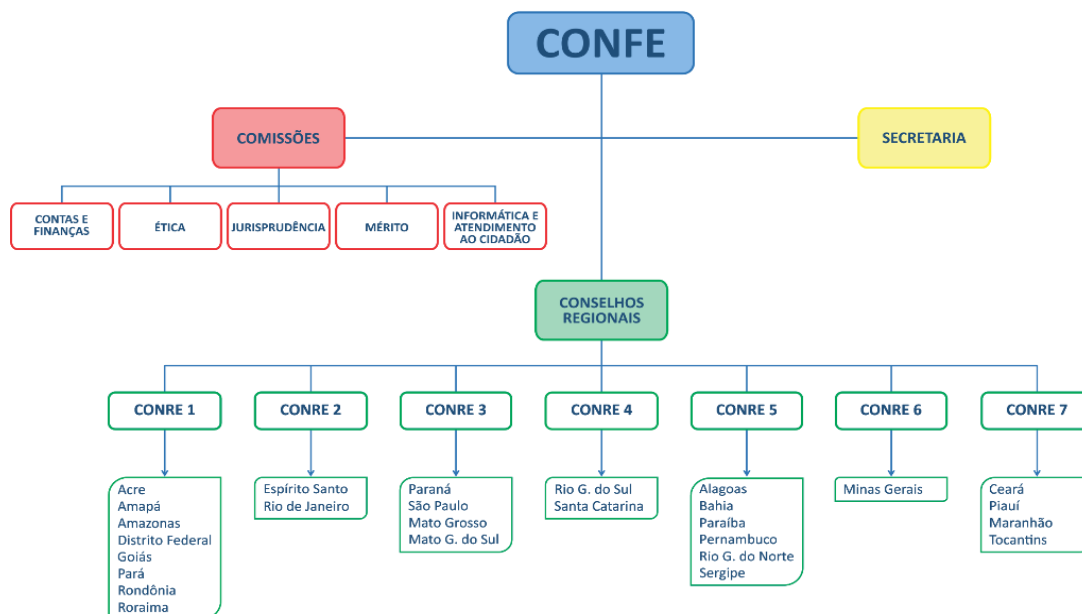 CONFE
COMISSÕES
SECRETARIA
CONTAS E
FINANÇAS
ÉTICA
JURISPRUDÊNCIA
MÉRITO
INFORMÁTICA E
ATENDIMENTO
AO CIDADÃO
CONSELHOS
REGIONAIS
CONRE 1
CONRE 2
CONRE 3
CONRE 4
CONRE 5
CONRE 6
CONRE 7
Acre
Amapá
Amazonas
Distrito Federal
Goiás
Pará
Rondônia
Roraima
Espírito Santo
Rio de Janeiro
Paraná
São Paulo
Mato Grosso
Mato G. do Sul
Rio G. do Sul
Santa Catarina
Alagoas
Bahia
Paraíba
Pernambuco
Rio G. do Norte
Sergipe
Minas Gerais
Ceará
Piauí
Maranhão
Tocantins